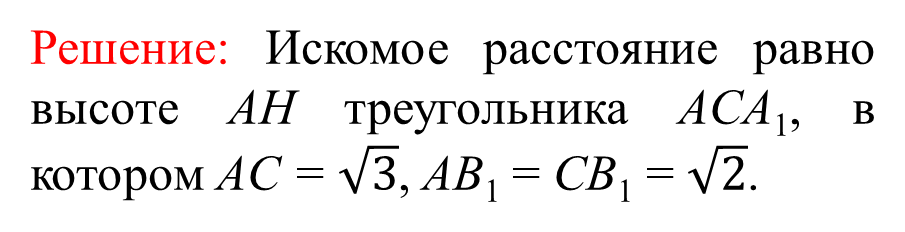 Решение: Искомое расстояние равно
высоте AH треугольника ACA₁, в
котором AC = √3, AB₁ = CB₁ = √2.